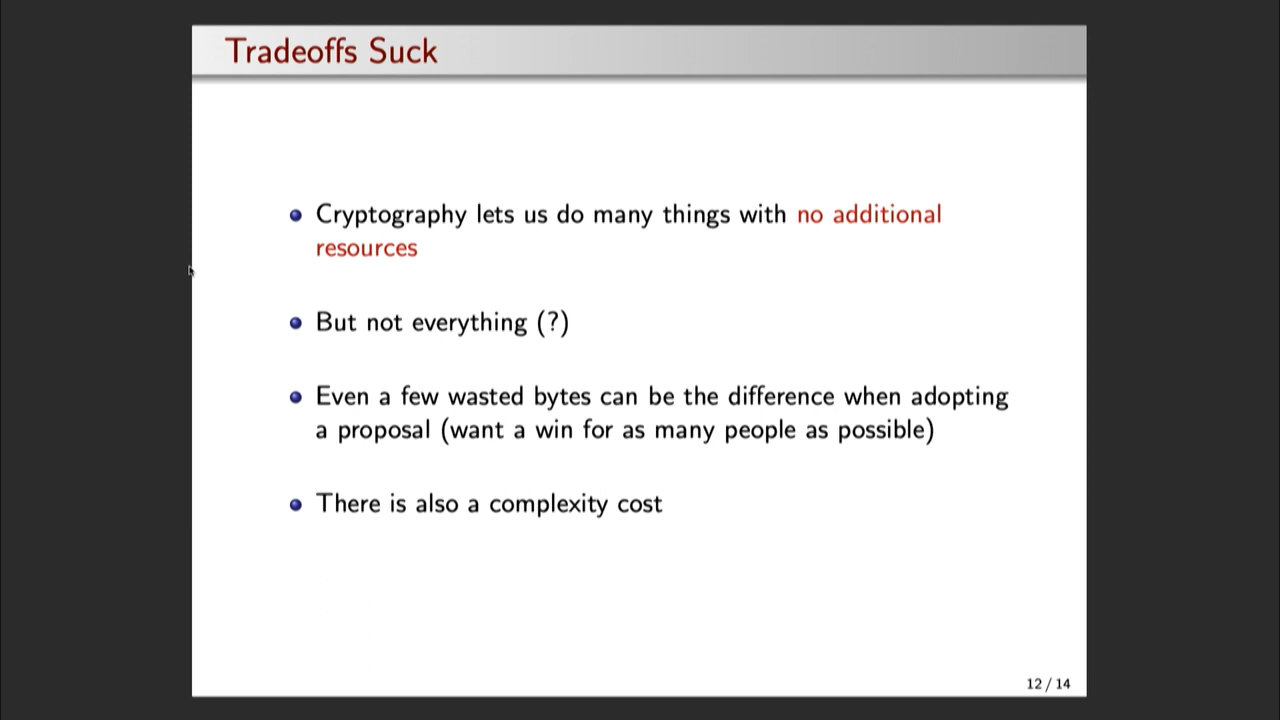 Tradeoffs Suck
Cryptography lets us do many things with no additional
resources
But not everything (?)
Even a few wasted bytes can be the difference when adopting
a proposal (want a win for as many people as possible)
There is also a complexity cost
12 / 14